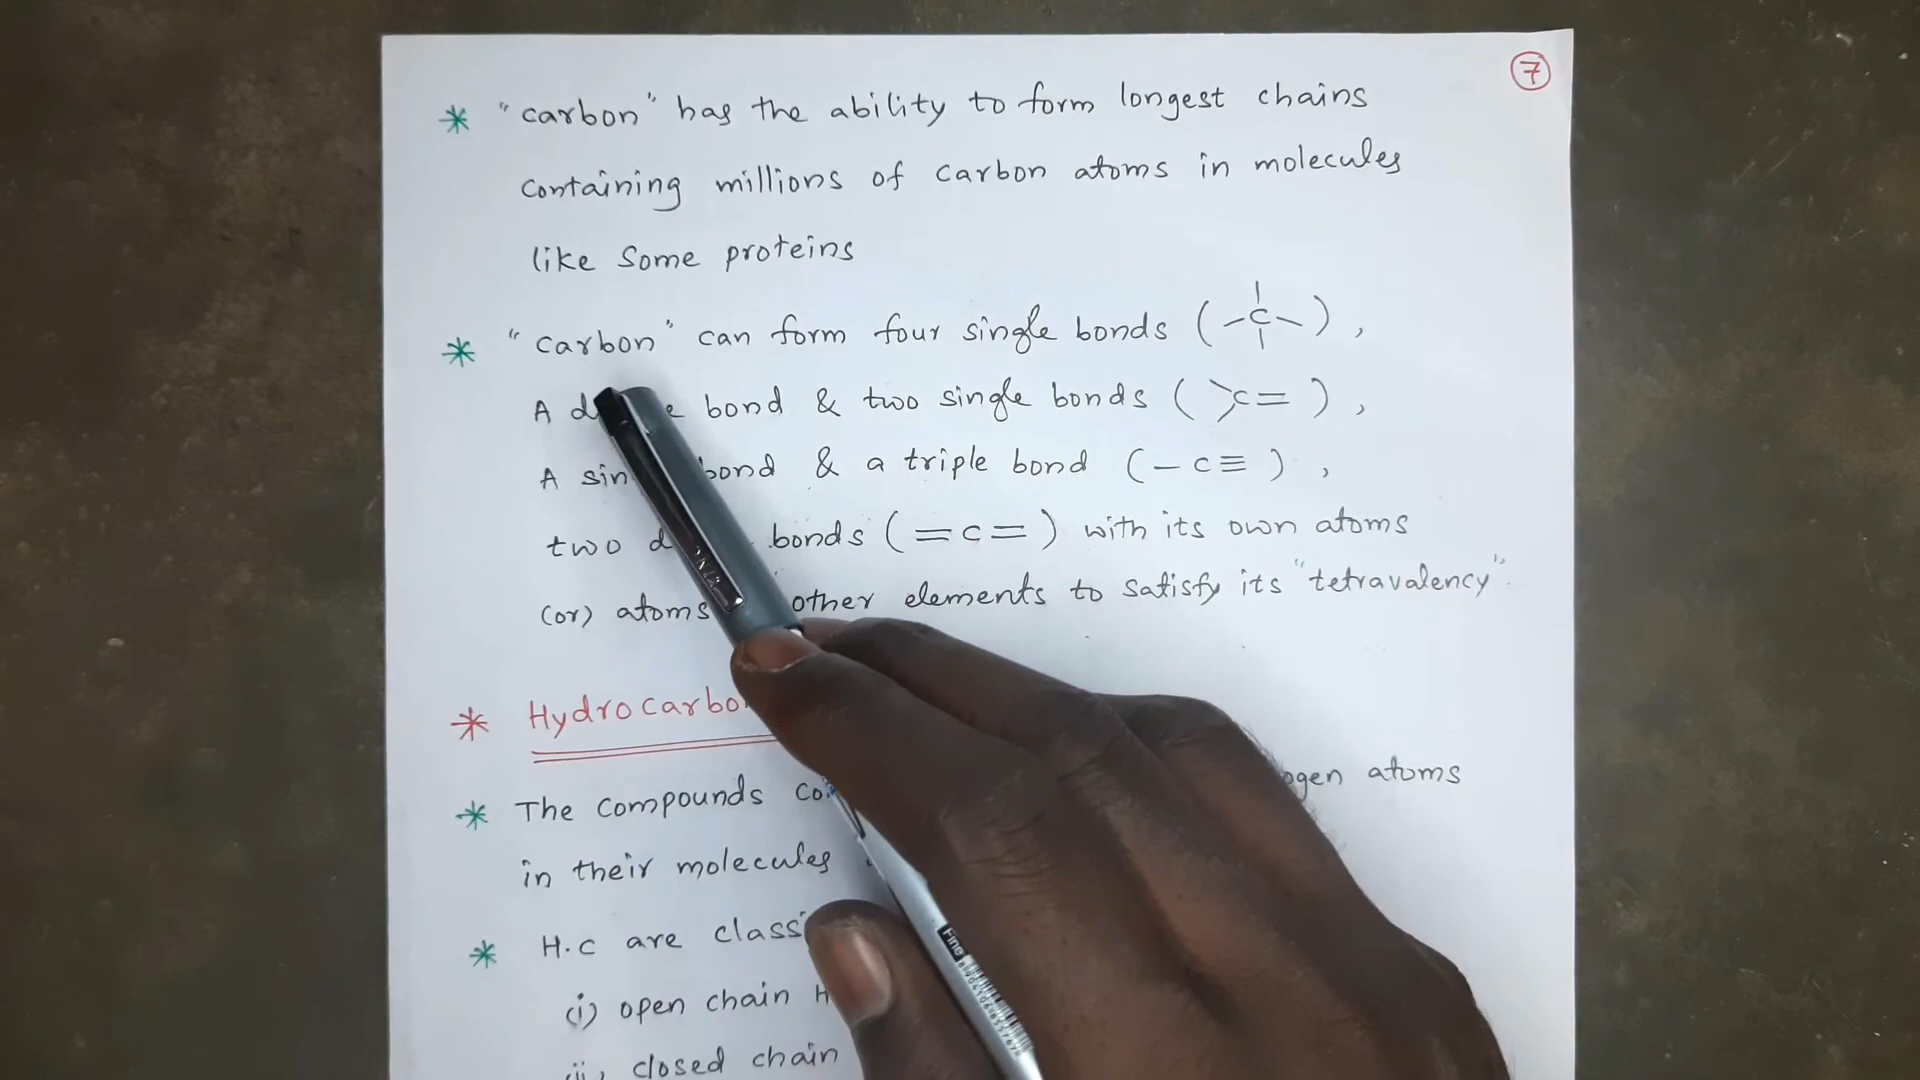 7
* "carbon" has the ability to form longest chains
containing millions of carbon atoms in molecules
like some proteins
* "carbon" can form four single bonds (-C-),
A bond & two single bonds ( >C= ),
A bond & a triple bond (-C≡ ),
two bonds (=C=) with its own atoms
(or) atoms other elements to satisfy its "tetravalency".
*
* The compounds atoms
in their molecules
* H.C are
(i) open chain
closed chain
Fine